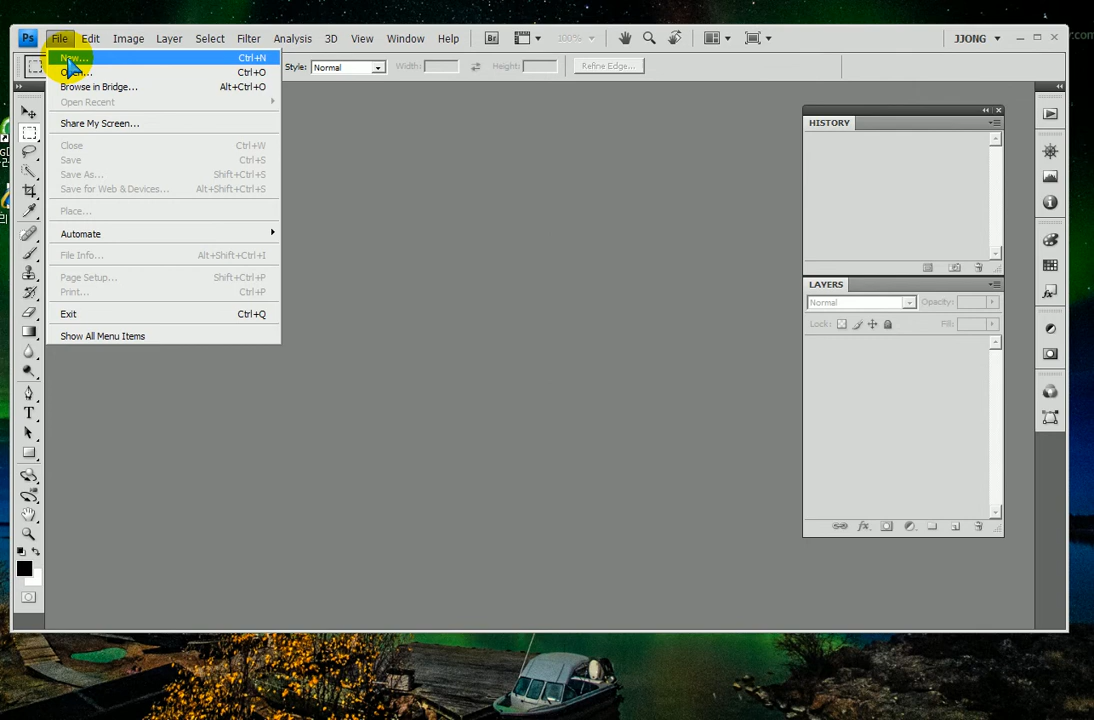 Ps File Edit Image Layer Select Filter Analysis 3D View Window Help Br 100% JJONG
Style: Normal Width: Height: Refine Edge...
New... Ctrl+N
Open... Ctrl+O
Browse in Bridge... Alt+Ctrl+O
Open Recent
Share My Screen...
Close Ctrl+W
Save Ctrl+S
Save As... Shift+Ctrl+S
Save for Web & Devices... Alt+Shift+Ctrl+S
Place...
Automate
File Info... Alt+Shift+Ctrl+I
Page Setup... Shift+Ctrl+P
Print... Ctrl+P
Exit Ctrl+Q
Show All Menu Items
HISTORY
LAYERS
Normal Opacity:
Lock: Fill: